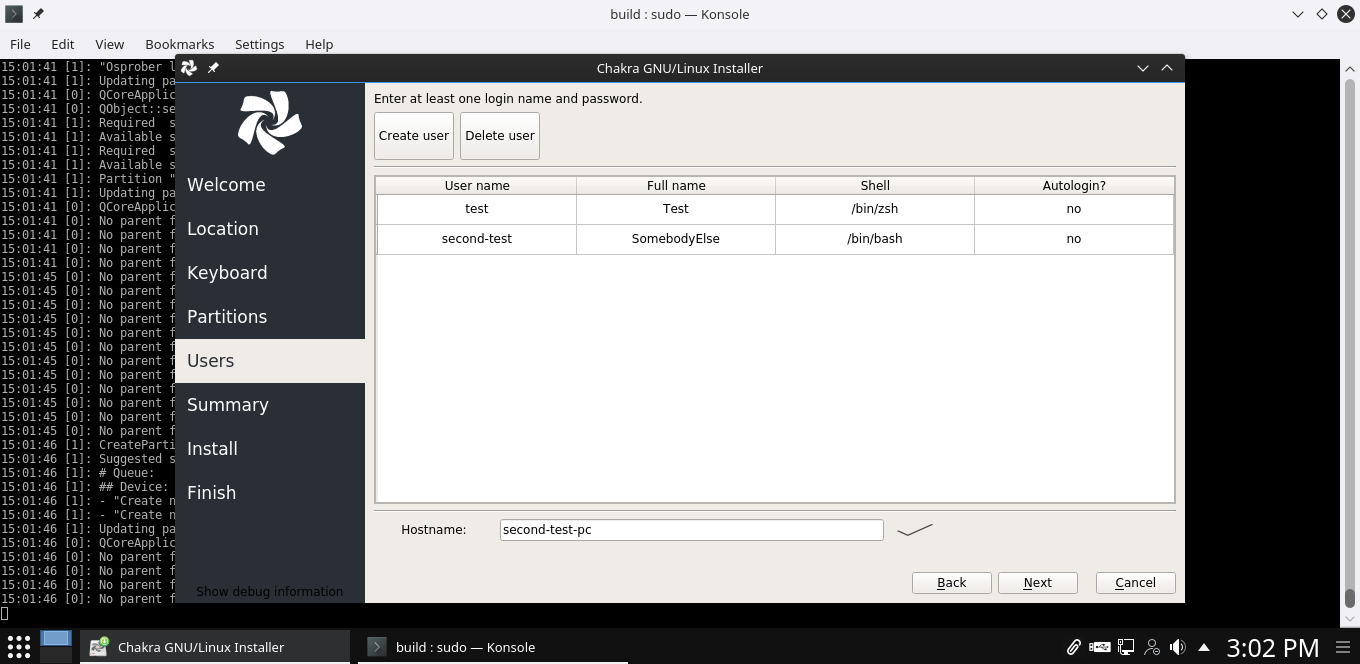 build : sudo — Konsole
File Edit View Bookmarks Settings Help
15:01:41 [1]: "Osprober
15:01:41 [1]: Updating
15:01:41 [0]: QCoreApplic
15:01:41 [0]: QObject::se
15:01:41 [1]: Required s
15:01:41 [1]: Available s
15:01:41 [1]: Required s
15:01:41 [1]: Available s
15:01:41 [1]: Partition "
15:01:41 [1]: Updating pa
15:01:41 [0]: QCoreApplic
15:01:41 [0]: No parent f
15:01:41 [0]: No parent f
15:01:41 [0]: No parent f
15:01:41 [0]: No parent f
15:01:45 [0]: No parent f
15:01:45 [0]: No parent f
15:01:45 [0]: No parent f
15:01:45 [0]: No parent f
15:01:45 [0]: No parent f
15:01:45 [0]: No parent f
15:01:45 [0]: No parent f
15:01:45 [0]: No parent f
15:01:45 [0]: No parent f
15:01:45 [0]: No parent f
15:01:45 [0]: No parent f
15:01:45 [0]: No parent f
15:01:46 [1]: CreateParti
15:01:46 [1]: Suggested s
15:01:46 [1]: # Queue:
15:01:46 [1]: ## Device:
15:01:46 [1]: - "Create n
15:01:46 [1]: - "Create n
15:01:46 [1]: Updating pa
15:01:46 [0]: QCoreApplic
15:01:46 [0]: No parent f
15:01:46 [0]: No parent f
15:01:46 [0]: No parent f
15:01:46 [0]: No parent f
Chakra GNU/Linux Installer
Welcome
Location
Keyboard
Partitions
Users
Summary
Install
Finish
Show debug information
Enter at least one login name and password.
Create user Delete user
User name Full name Shell Autologin?
test Test /bin/zsh no
second-test SomebodyElse /bin/bash no
Hostname: second-test-pc
Back Next Cancel
Chakra GNU/Linux Installer build : sudo — Konsole 3:02 PM